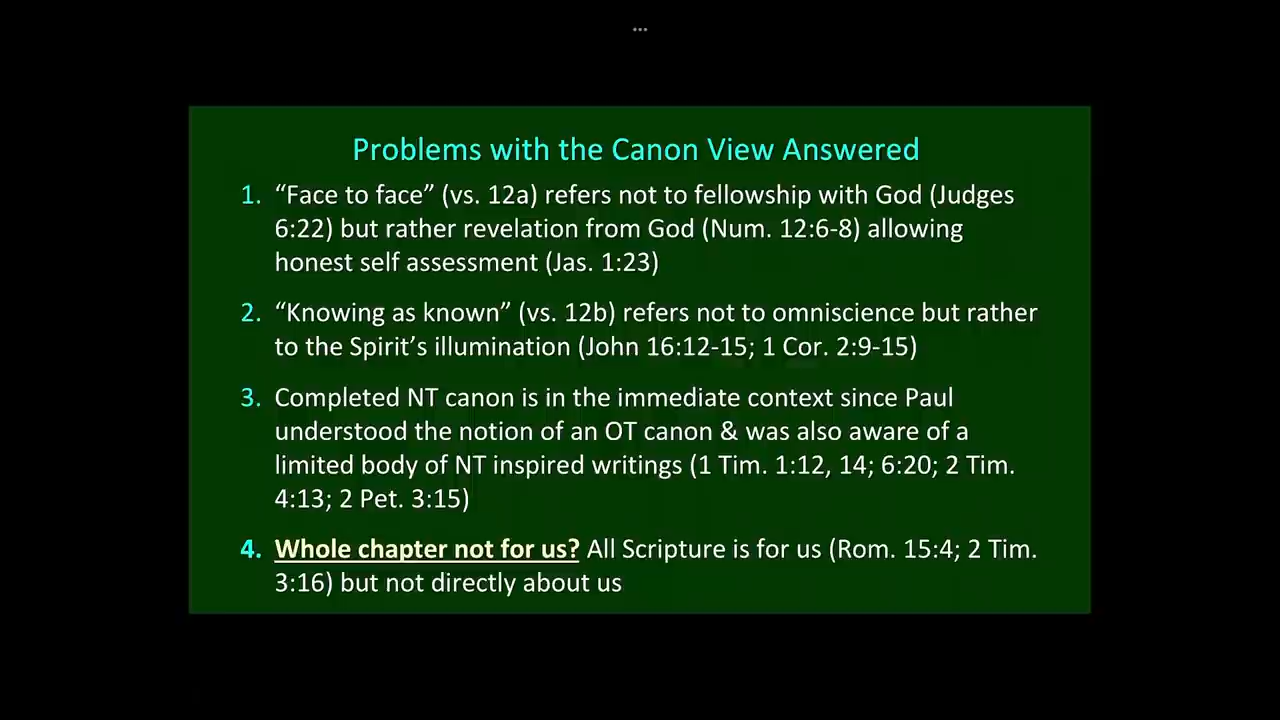 Problems with the Canon View Answered
1. “Face to face” (vs. 12a) refers not to fellowship with God (Judges
6:22) but rather revelation from God (Num. 12:6-8) allowing
honest self assessment (Jas. 1:23)
2. “Knowing as known” (vs. 12b) refers not to omniscience but rather
to the Spirit’s illumination (John 16:12-15; 1 Cor. 2:9-15)
3. Completed NT canon is in the immediate context since Paul
understood the notion of an OT canon & was also aware of a
limited body of NT inspired writings (1 Tim. 1:12, 14; 6:20; 2 Tim.
4:13; 2 Pet. 3:15)
4. Whole chapter not for us? All Scripture is for us (Rom. 15:4; 2 Tim.
3:16) but not directly about us